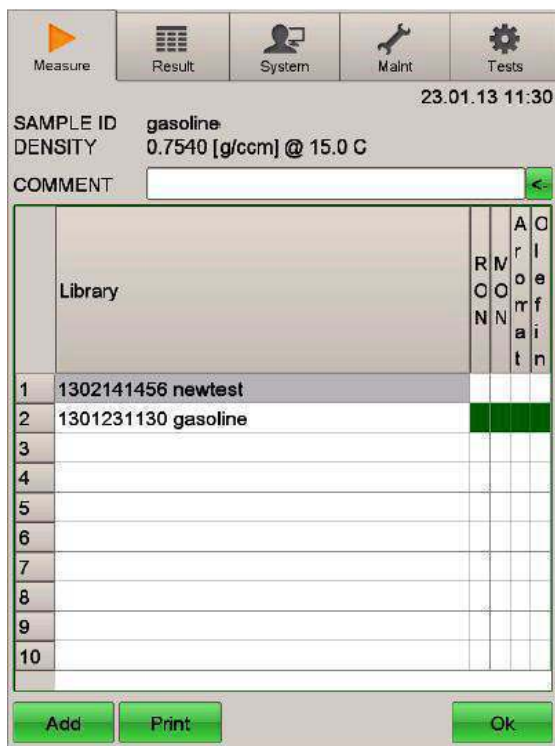 Measure Result System Maint Tests
23.01.13 11:30
SAMPLE ID gasoline
DENSITY 0.7540 [g/ccm] @ 15.0 C
COMMENT <-
Library RON MON Aromat Olefin
1 1302141456 newtest
2 1301231130 gasoline
3
4
5
6
7
8
9
10
Add Print Ok